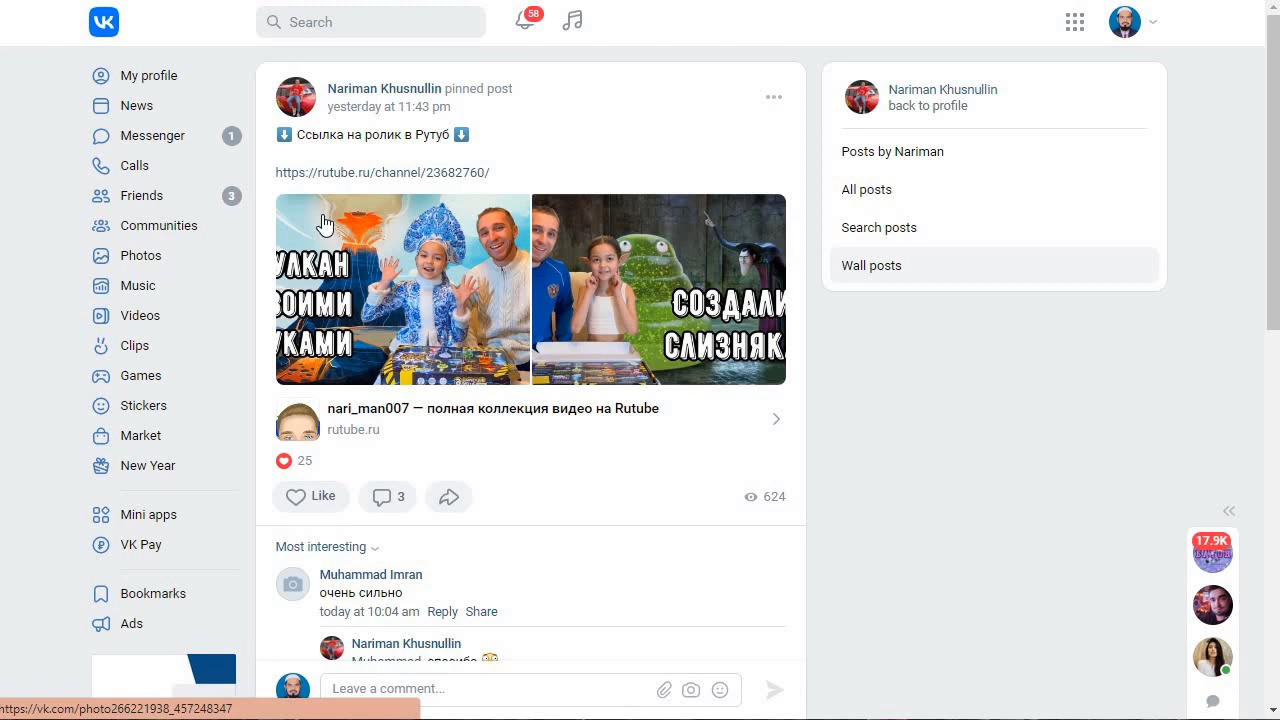 Search
58
My profile
News
Messenger
1
Calls
Friends
3
Communities
Photos
Music
Videos
Clips
Games
Stickers
Market
New Year
Mini apps
VK Pay
Bookmarks
Ads
Nariman Khusnullin pinned post
yesterday at 11:43 pm
⬇ Ссылка на ролик в Рутуб ⬇
https://rutube.ru/channel/23682760/
УЛКАН
ВОИМИ
УКАМИ
СОЗДАЛИ
СЛИЗНЯК
nari_man007 — полная коллекция видео на Rutube
rutube.ru
25
Like
3
624
Most interesting
Muhammad Imran
очень сильно
today at 10:04 am Reply Share
Nariman Khusnullin
Muhammad, спасибо
Leave a comment...
Nariman Khusnullin
back to profile
Posts by Nariman
All posts
Search posts
Wall posts
17.9K
https://vk.com/photo266221938_457248347